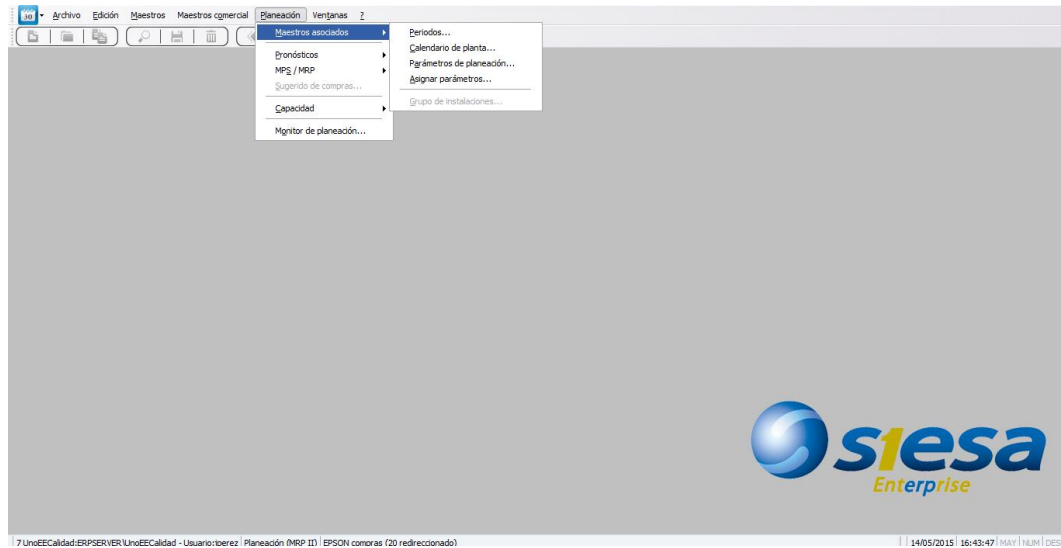 30 Archivo Edición Maestros Maestros comercial Planeación Ventanas ?
Maestros asociados
Pronósticos
MPS / MRP
Sugerido de compras...
Capacidad
Monitor de planeación...
Periodos...
Calendario de planta...
Parámetros de planeación...
Asignar parámetros...
Grupo de instalaciones...
siesa
Enterprise
7 UnoEECalidad:ERPSERVER\UnoEECalidad - Usuario:jperez Planeación (MRP II) EPSON compras (20 redireccionado) 14/05/2015 16:43:47 MAY NUM DES